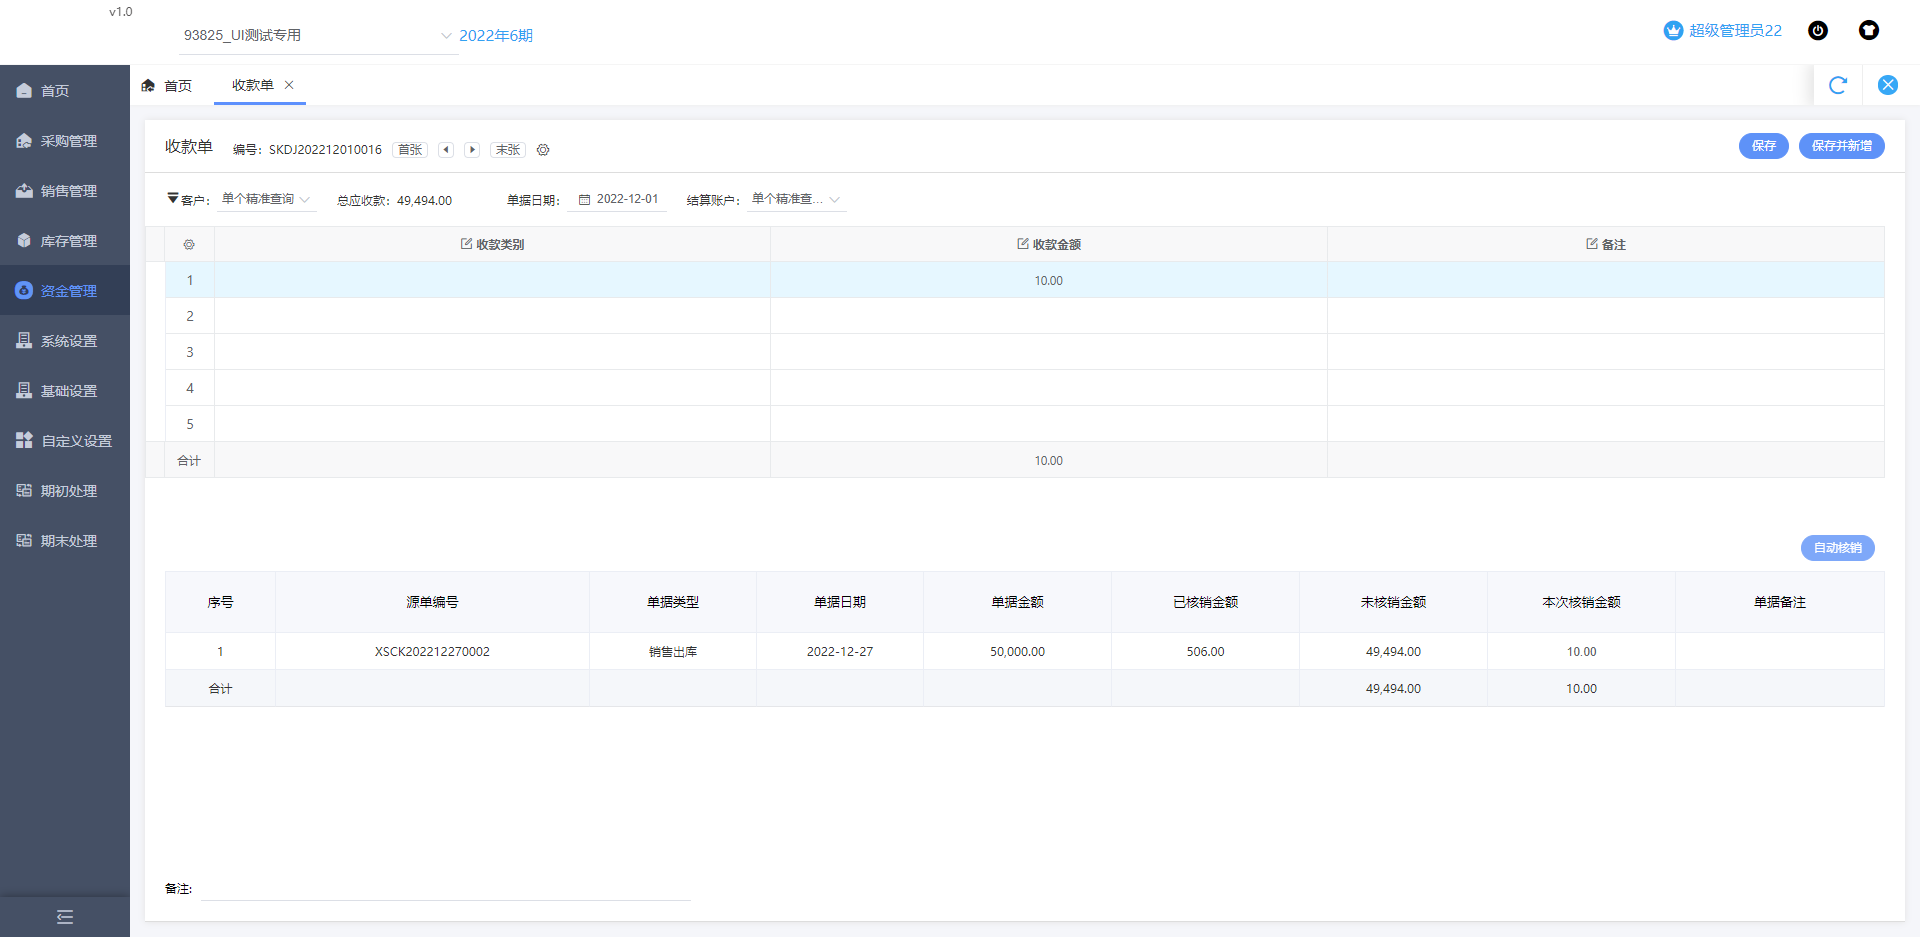 v1.0
93825_UI测试专用 2022年6期 超级管理员22
首页
采购管理
销售管理
库存管理
资金管理
系统设置
基础设置
自定义设置
期初处理
期末处理
首页 收款单
收款单 编号: SKDJ202212010016 首张 末张 保存 保存并新增
客户: 单个精准查询 总应收款: 49,494.00 单据日期: 2022-12-01 结算账户: 单个精准查...
收款类别 收款金额 备注
1 10.00
2
3
4
5
合计 10.00
自动核销
序号 源单编号 单据类型 单据日期 单据金额 已核销金额 未核销金额 本次核销金额 单据备注
1 XSCK202212270002 销售出库 2022-12-27 50,000.00 506.00 49,494.00 10.00
合计 49,494.00 10.00
备注: